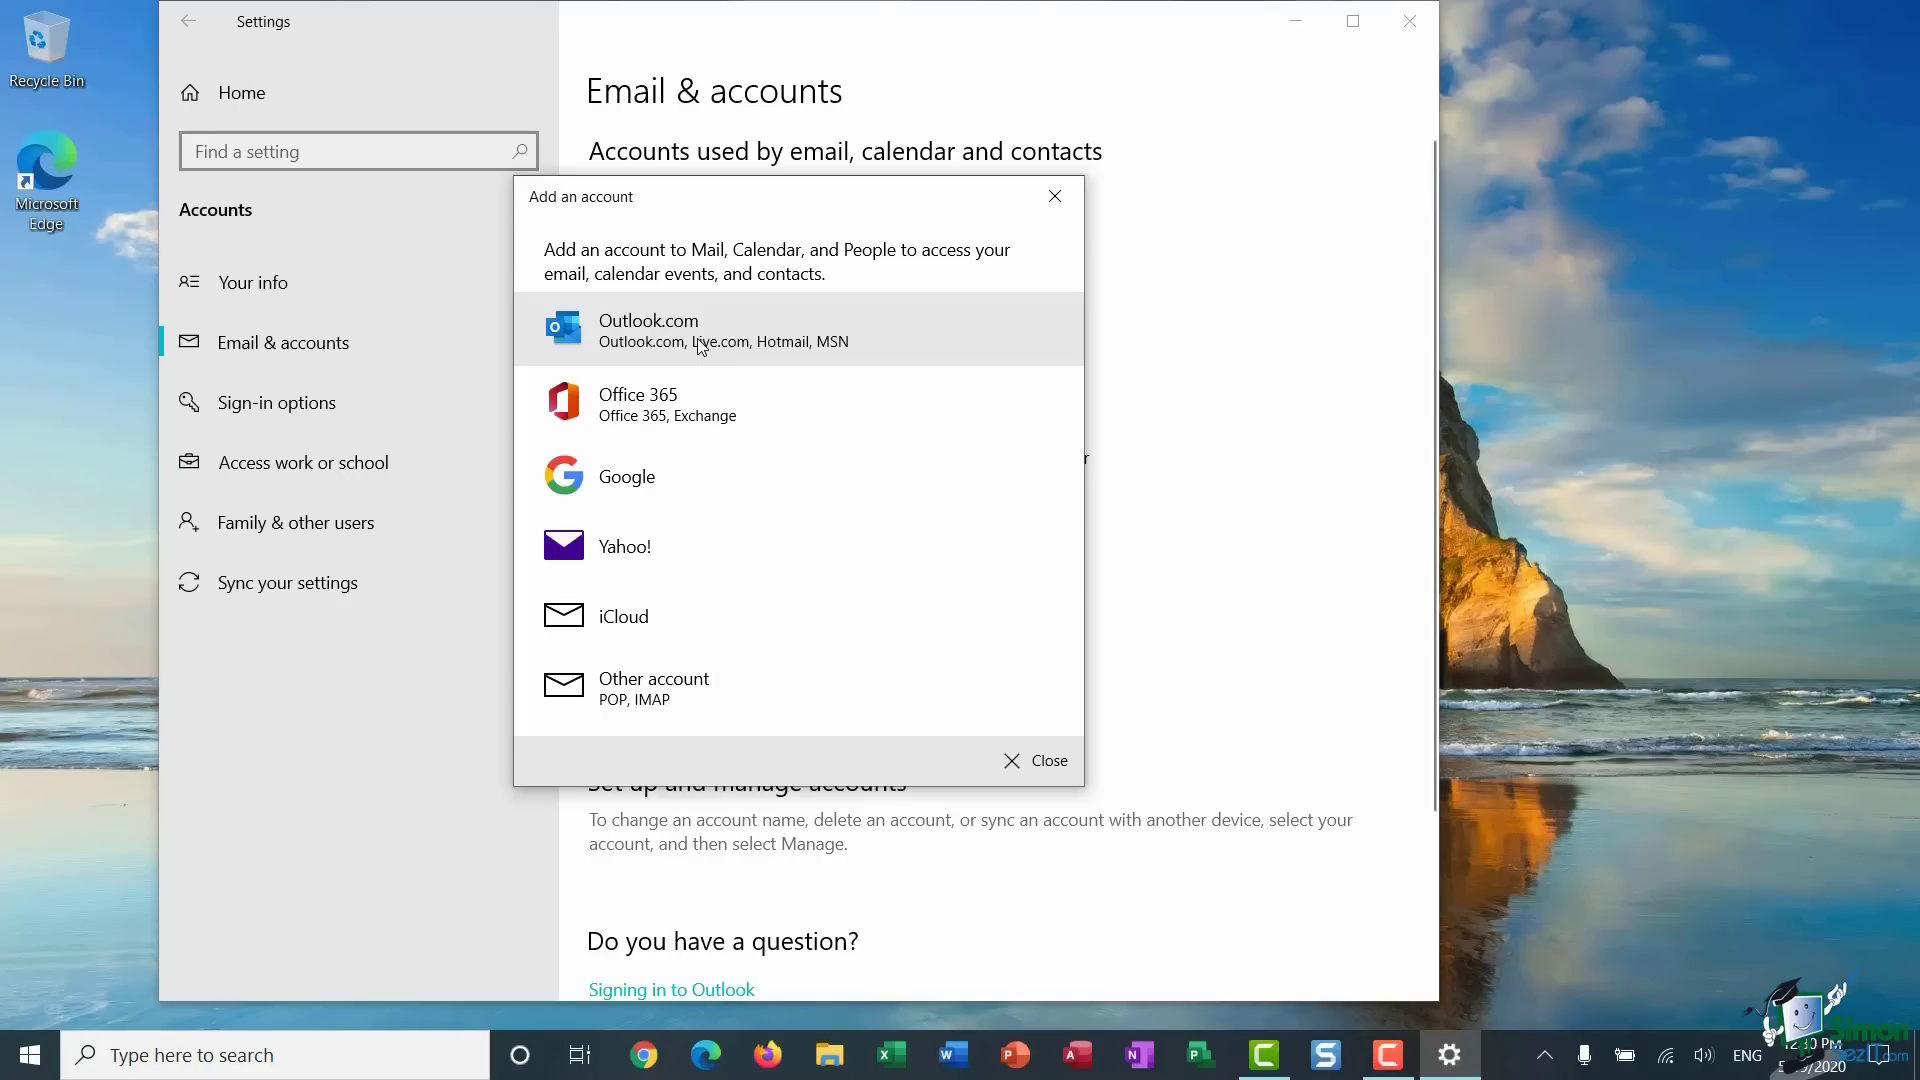 Recycle Bin
Microsoft
Edge
Settings
Home
Find a setting
Accounts
Your info
Email & accounts
Sign-in options
Access work or school
Family & other users
Sync your settings
Email & accounts
Accounts used by email, calendar and contacts
Add an account
Add an account to Mail, Calendar, and People to access your
email, calendar events, and contacts.
Outlook.com
Outlook.com, Live.com, Hotmail, MSN
Office 365
Office 365, Exchange
Google
Yahoo!
iCloud
Other account
POP, IMAP
Close
r
Set up and manage accounts
To change an account name, delete an account, or sync an account with another device, select your
account, and then select Manage.
Do you have a question?
Signing in to Outlook
Type here to search
ENG
PM